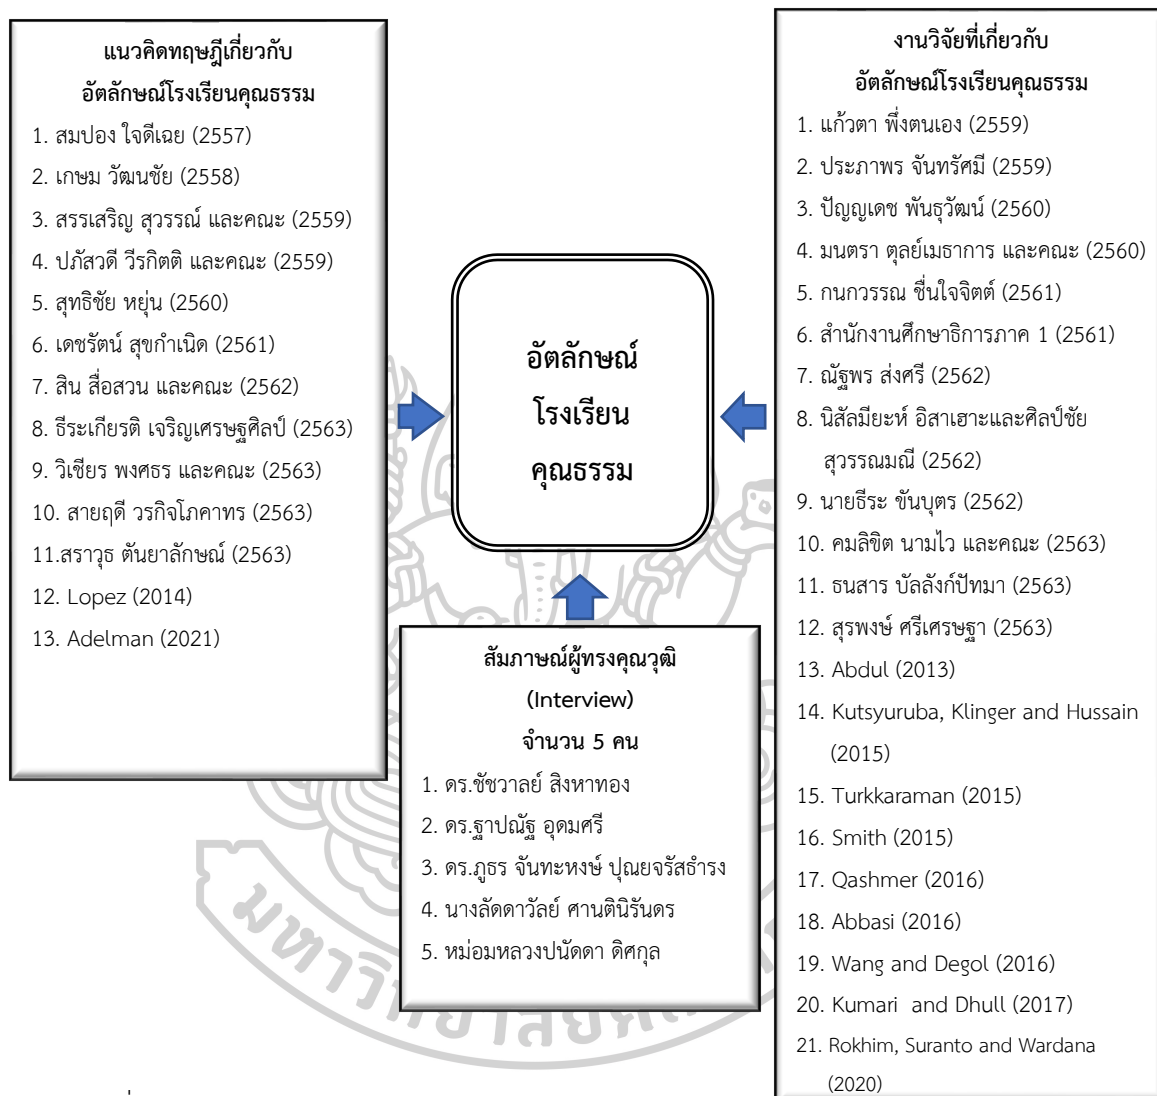 แนวคิดทฤษฎีเกี่ยวกับ
อัตลักษณ์โรงเรียนคุณธรรม
1. สมปอง ใจดีเฉย (2557)
2. เกษม วัฒนชัย (2558)
3. สรรเสริญ สุวรรณ์ และคณะ (2559)
4. ปภัสวดี วีรกิตติ และคณะ (2559)
5. สุทธิชัย หยุ่น (2560)
6. เดชรัตน์ สุขกำเนิด (2561)
7. สิน สื่อสวน และคณะ (2562)
8. ธีระเกียรติ เจริญเศรษฐศิลป์ (2563)
9. วิเชียร พงศธร และคณะ (2563)
10. สายฤดี วรกิจโภคาทร (2563)
11.สราวุธ ตันยาลักษณ์ (2563)
12. Lopez (2014)
13. Adelman (2021)
อัตลักษณ์
โรงเรียน
คุณธรรม
สัมภาษณ์ผู้ทรงคุณวุฒิ
(Interview)
จำนวน 5 คน
1. ดร.ชัชวาลย์ สิงหาทอง
2. ดร.ฐาปณัฐ อุดมศรี
3. ดร.ภูธร จันทะหงษ์ ปุณยจรัสธำรง
4. นางลัดดาวัลย์ ศานตินิรันดร
5. หม่อมหลวงปนัดดา ดิศกุล
งานวิจัยที่เกี่ยวกับ
อัตลักษณ์โรงเรียนคุณธรรม
1. แก้วตา พึ่งตนเอง (2559)
2. ประภาพร จันทรัศมี (2559)
3. ปัญญเดช พันธุวัฒน์ (2560)
4. มนตรา ตุลย์เมธาการ และคณะ (2560)
5. กนกวรรณ ชื่นใจจิตต์ (2561)
6. สำนักงานศึกษาธิการภาค 1 (2561)
7. ณัฐพร ส่งศรี (2562)
8. นิสัลมียะห์ อิสาเฮาะและศิลป์ชัย
สุวรรณมณี (2562)
9. นายธีระ ขันบุตร (2562)
10. คมลิขิต นามไว และคณะ (2563)
11. ธนสาร บัลลังก์ปัทมา (2563)
12. สุรพงษ์ ศรีเศรษฐา (2563)
13. Abdul (2013)
14. Kutsyuruba, Klinger and Hussain
(2015)
15. Turkkaraman (2015)
16. Smith (2015)
17. Qashmer (2016)
18. Abbasi (2016)
19. Wang and Degol (2016)
20. Kumari and Dhull (2017)
21. Rokhim, Suranto and Wardana
(2020)